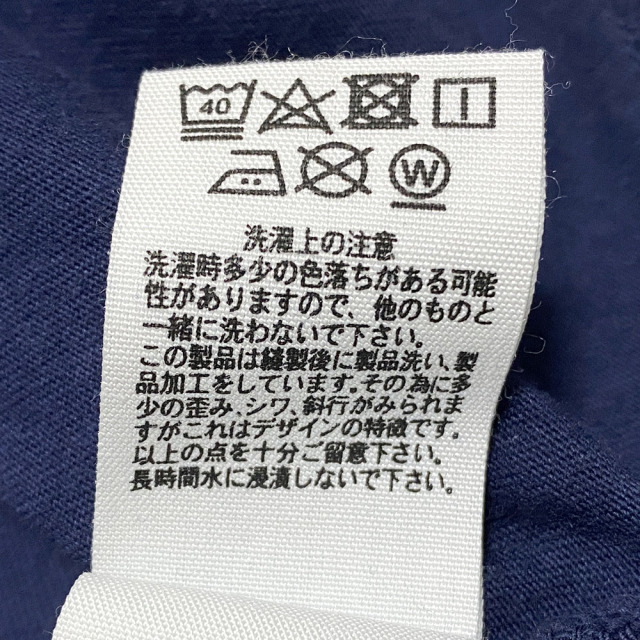 40
W
洗濯上の注意
洗濯時多少の色落ちがある可能
性がありますので、他のものと
一緒に洗わないで下さい。
この製品は縫製後に製品洗い、製
品加工をしています。その為に多
少の歪み、シワ、斜行がみられま
すがこれはデザインの特徴です。
以上の点を十分ご留意下さい。
長時間水に浸漬しないで下さい。